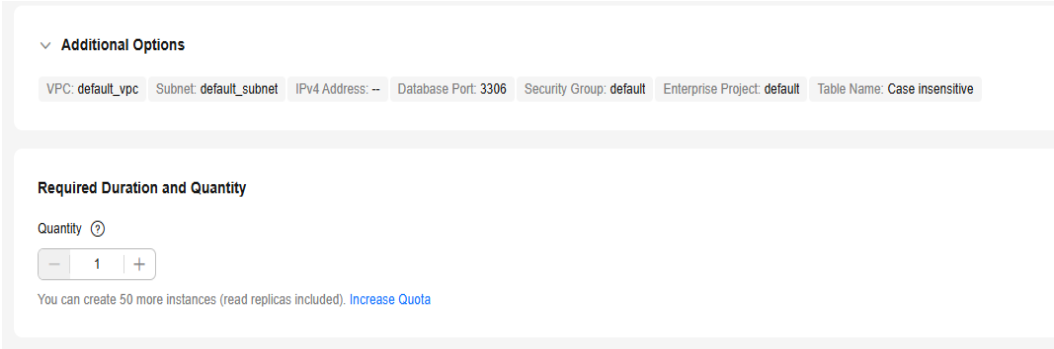 Additional Options
VPC: default_vpc Subnet: default_subnet IPv4 Address: -- Database Port: 3306 Security Group: default Enterprise Project: default Table Name: Case insensitive
Required Duration and Quantity
Quantity ?
− 1 +
You can create 50 more instances (read replicas included). Increase Quota